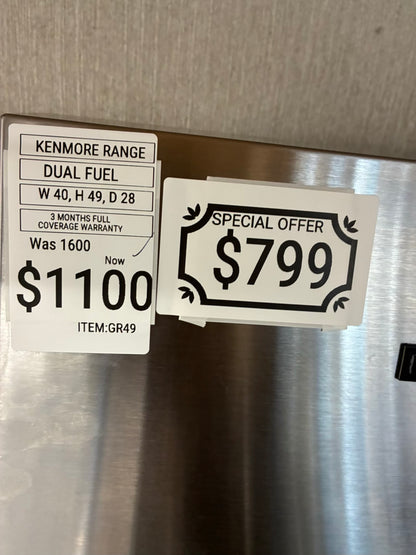 KENMORE RANGE
DUAL FUEL
W 40, H 49, D 28
3 MONTHS FULL
COVERAGE WARRANTY
Was 1600
Now
$1100
ITEM:GR49
SPECIAL OFFER
$799